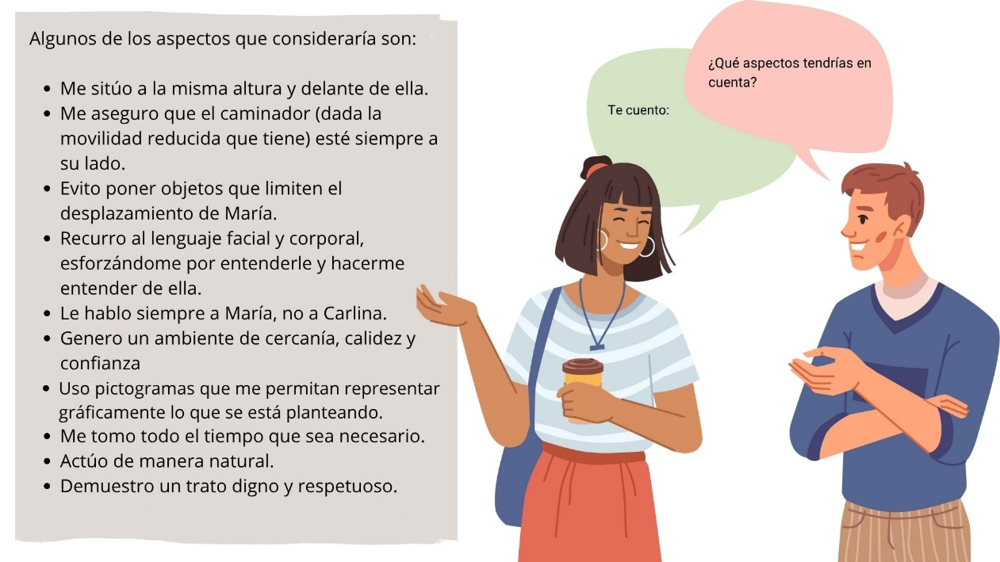 Algunos de los aspectos que consideraría son:
• Me sitúo a la misma altura y delante de ella.
• Me aseguro que el caminador (dada la
movilidad reducida que tiene) esté siempre a
su lado.
• Evito poner objetos que limiten el
desplazamiento de María.
• Recurro al lenguaje facial y corporal,
esforzándome por entenderle y hacerme
entender de ella.
• Le hablo siempre a María, no a Carlina.
• Genero un ambiente de cercanía, calidez y
confianza
• Uso pictogramas que me permitan representar
gráficamente lo que se está planteando.
• Me tomo todo el tiempo que sea necesario.
• Actúo de manera natural.
• Demuestro un trato digno y respetuoso.
¿Qué aspectos tendrías en
cuenta?
Te cuento: